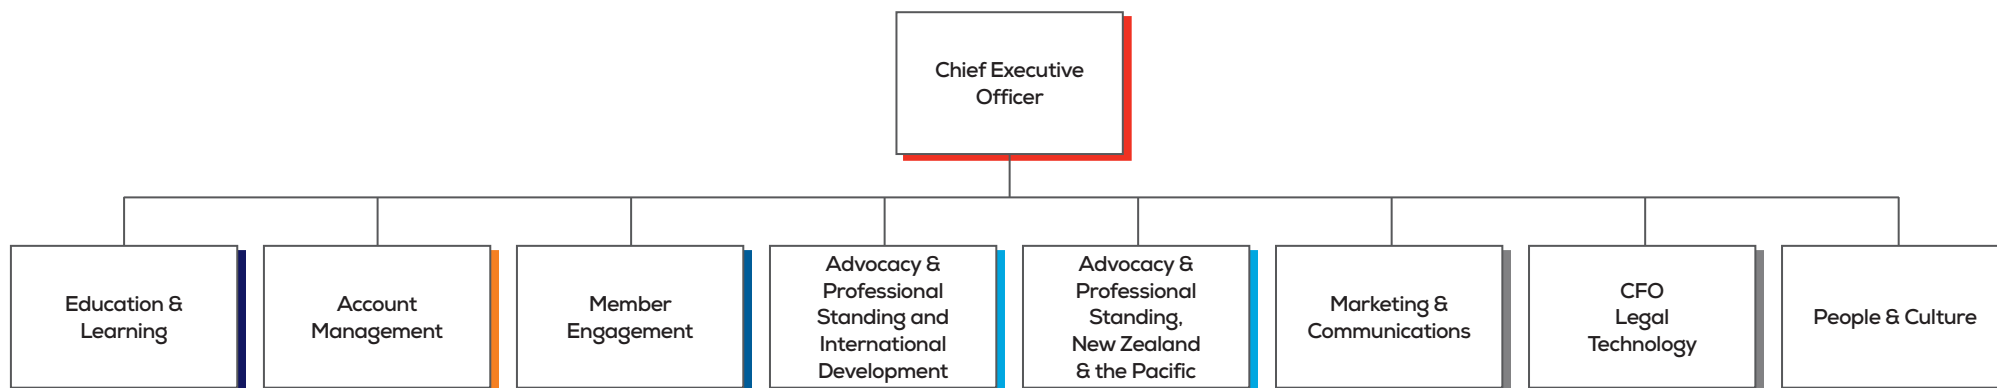 Chief Executive
Officer
Education &
Learning
Account
Management
Member
Engagement
Advocacy &
Professional
Standing and
International
Development
Advocacy &
Professional
Standing,
New Zealand
& the Pacific
Marketing &
Communications
CFO
Legal
Technology
People & Culture